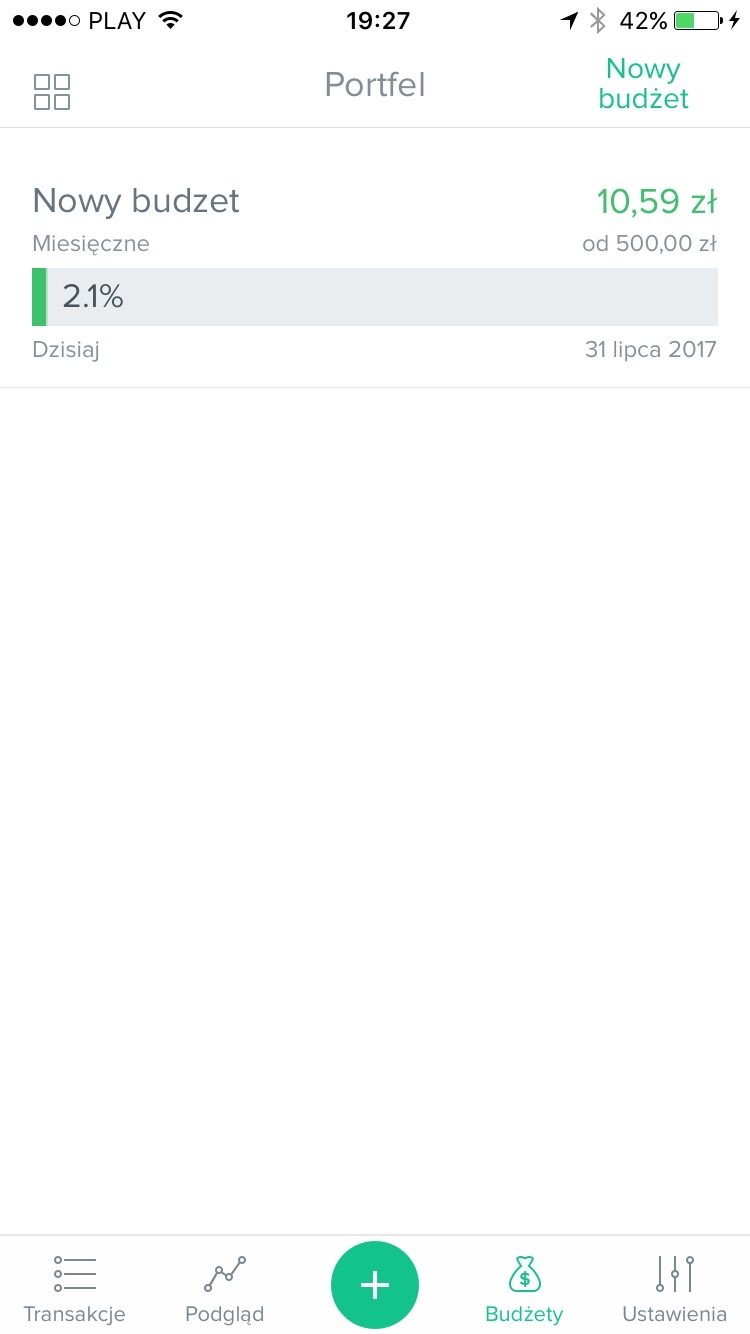 PLAY 19:27 42%
Portfel
Nowy
budżet
Nowy budzet 10,59 zł
Miesięczne od 500,00 zł
2.1%
Dzisiaj 31 lipca 2017
$
Transakcje Podgląd Budżety Ustawienia